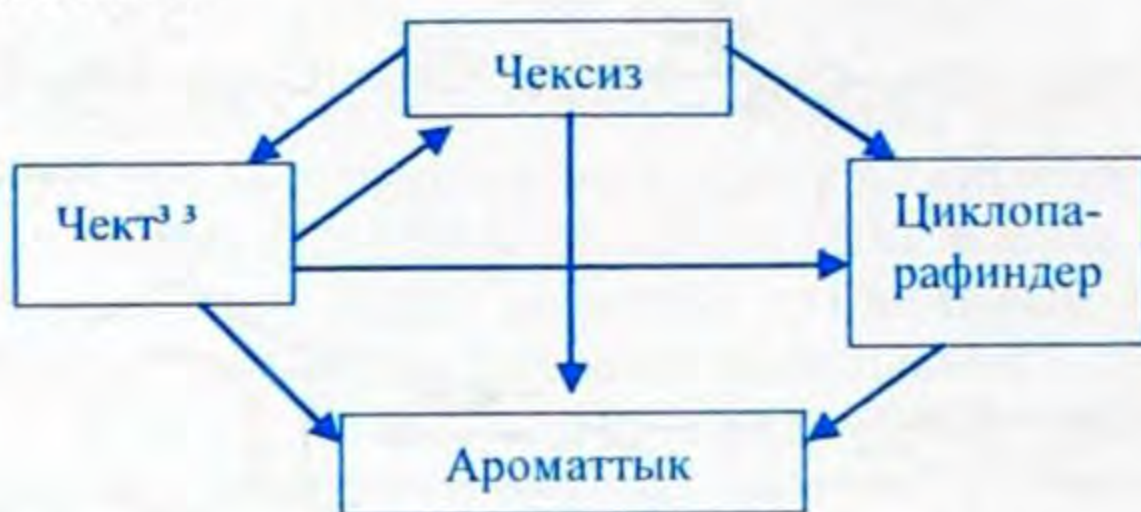 Чексиз
Чект³ ³
Циклопа-
рафиндер
Ароматтык